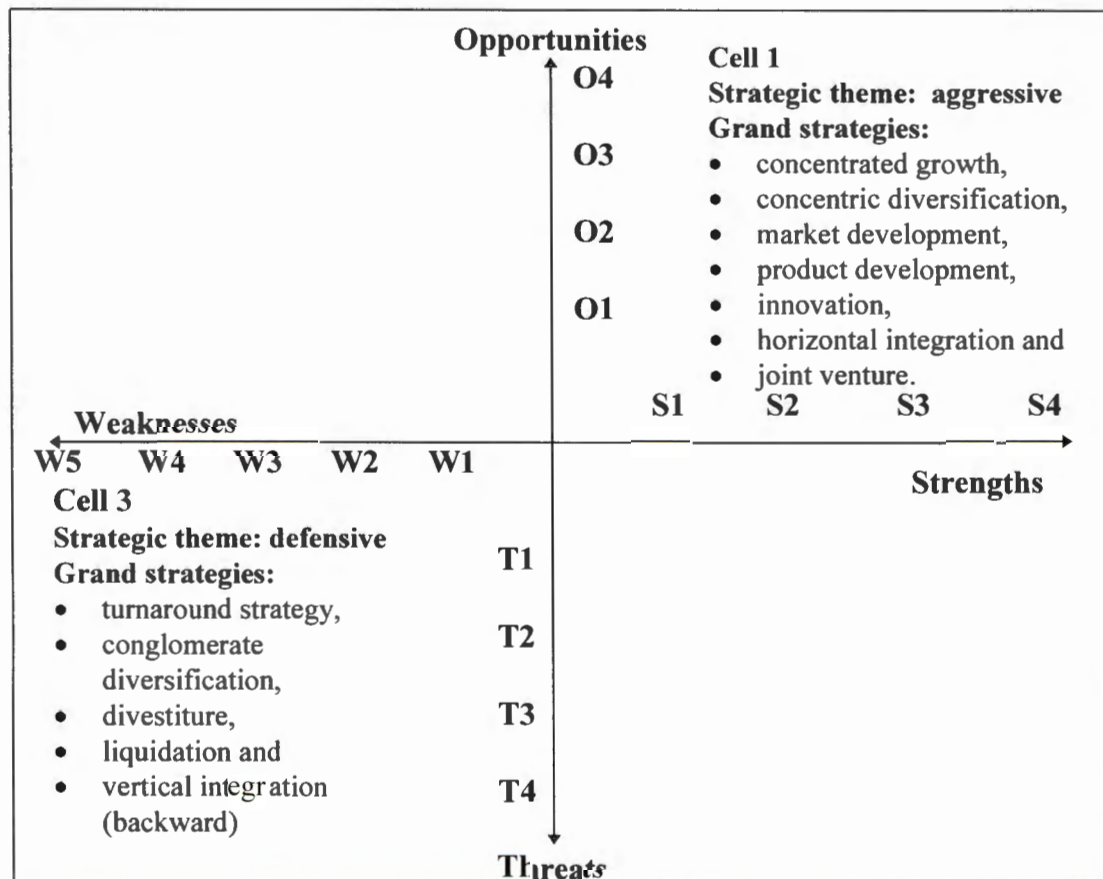 Opportunities
O4
O3
O2
O1
Cell 1
Strategic theme: aggressive
Grand strategies:
• concentrated growth,
• concentric diversification,
• market development,
• product development,
• innovation,
• horizontal integration and
• joint venture.
S1 S2 S3 S4
Weaknesses
W5 W4 W3 W2 W1
Strengths
Cell 3
Strategic theme: defensive
Grand strategies:
• turnaround strategy,
• conglomerate
diversification,
• divestiture,
• liquidation and
• vertical integration
(backward)
T1
T2
T3
T4
Threats